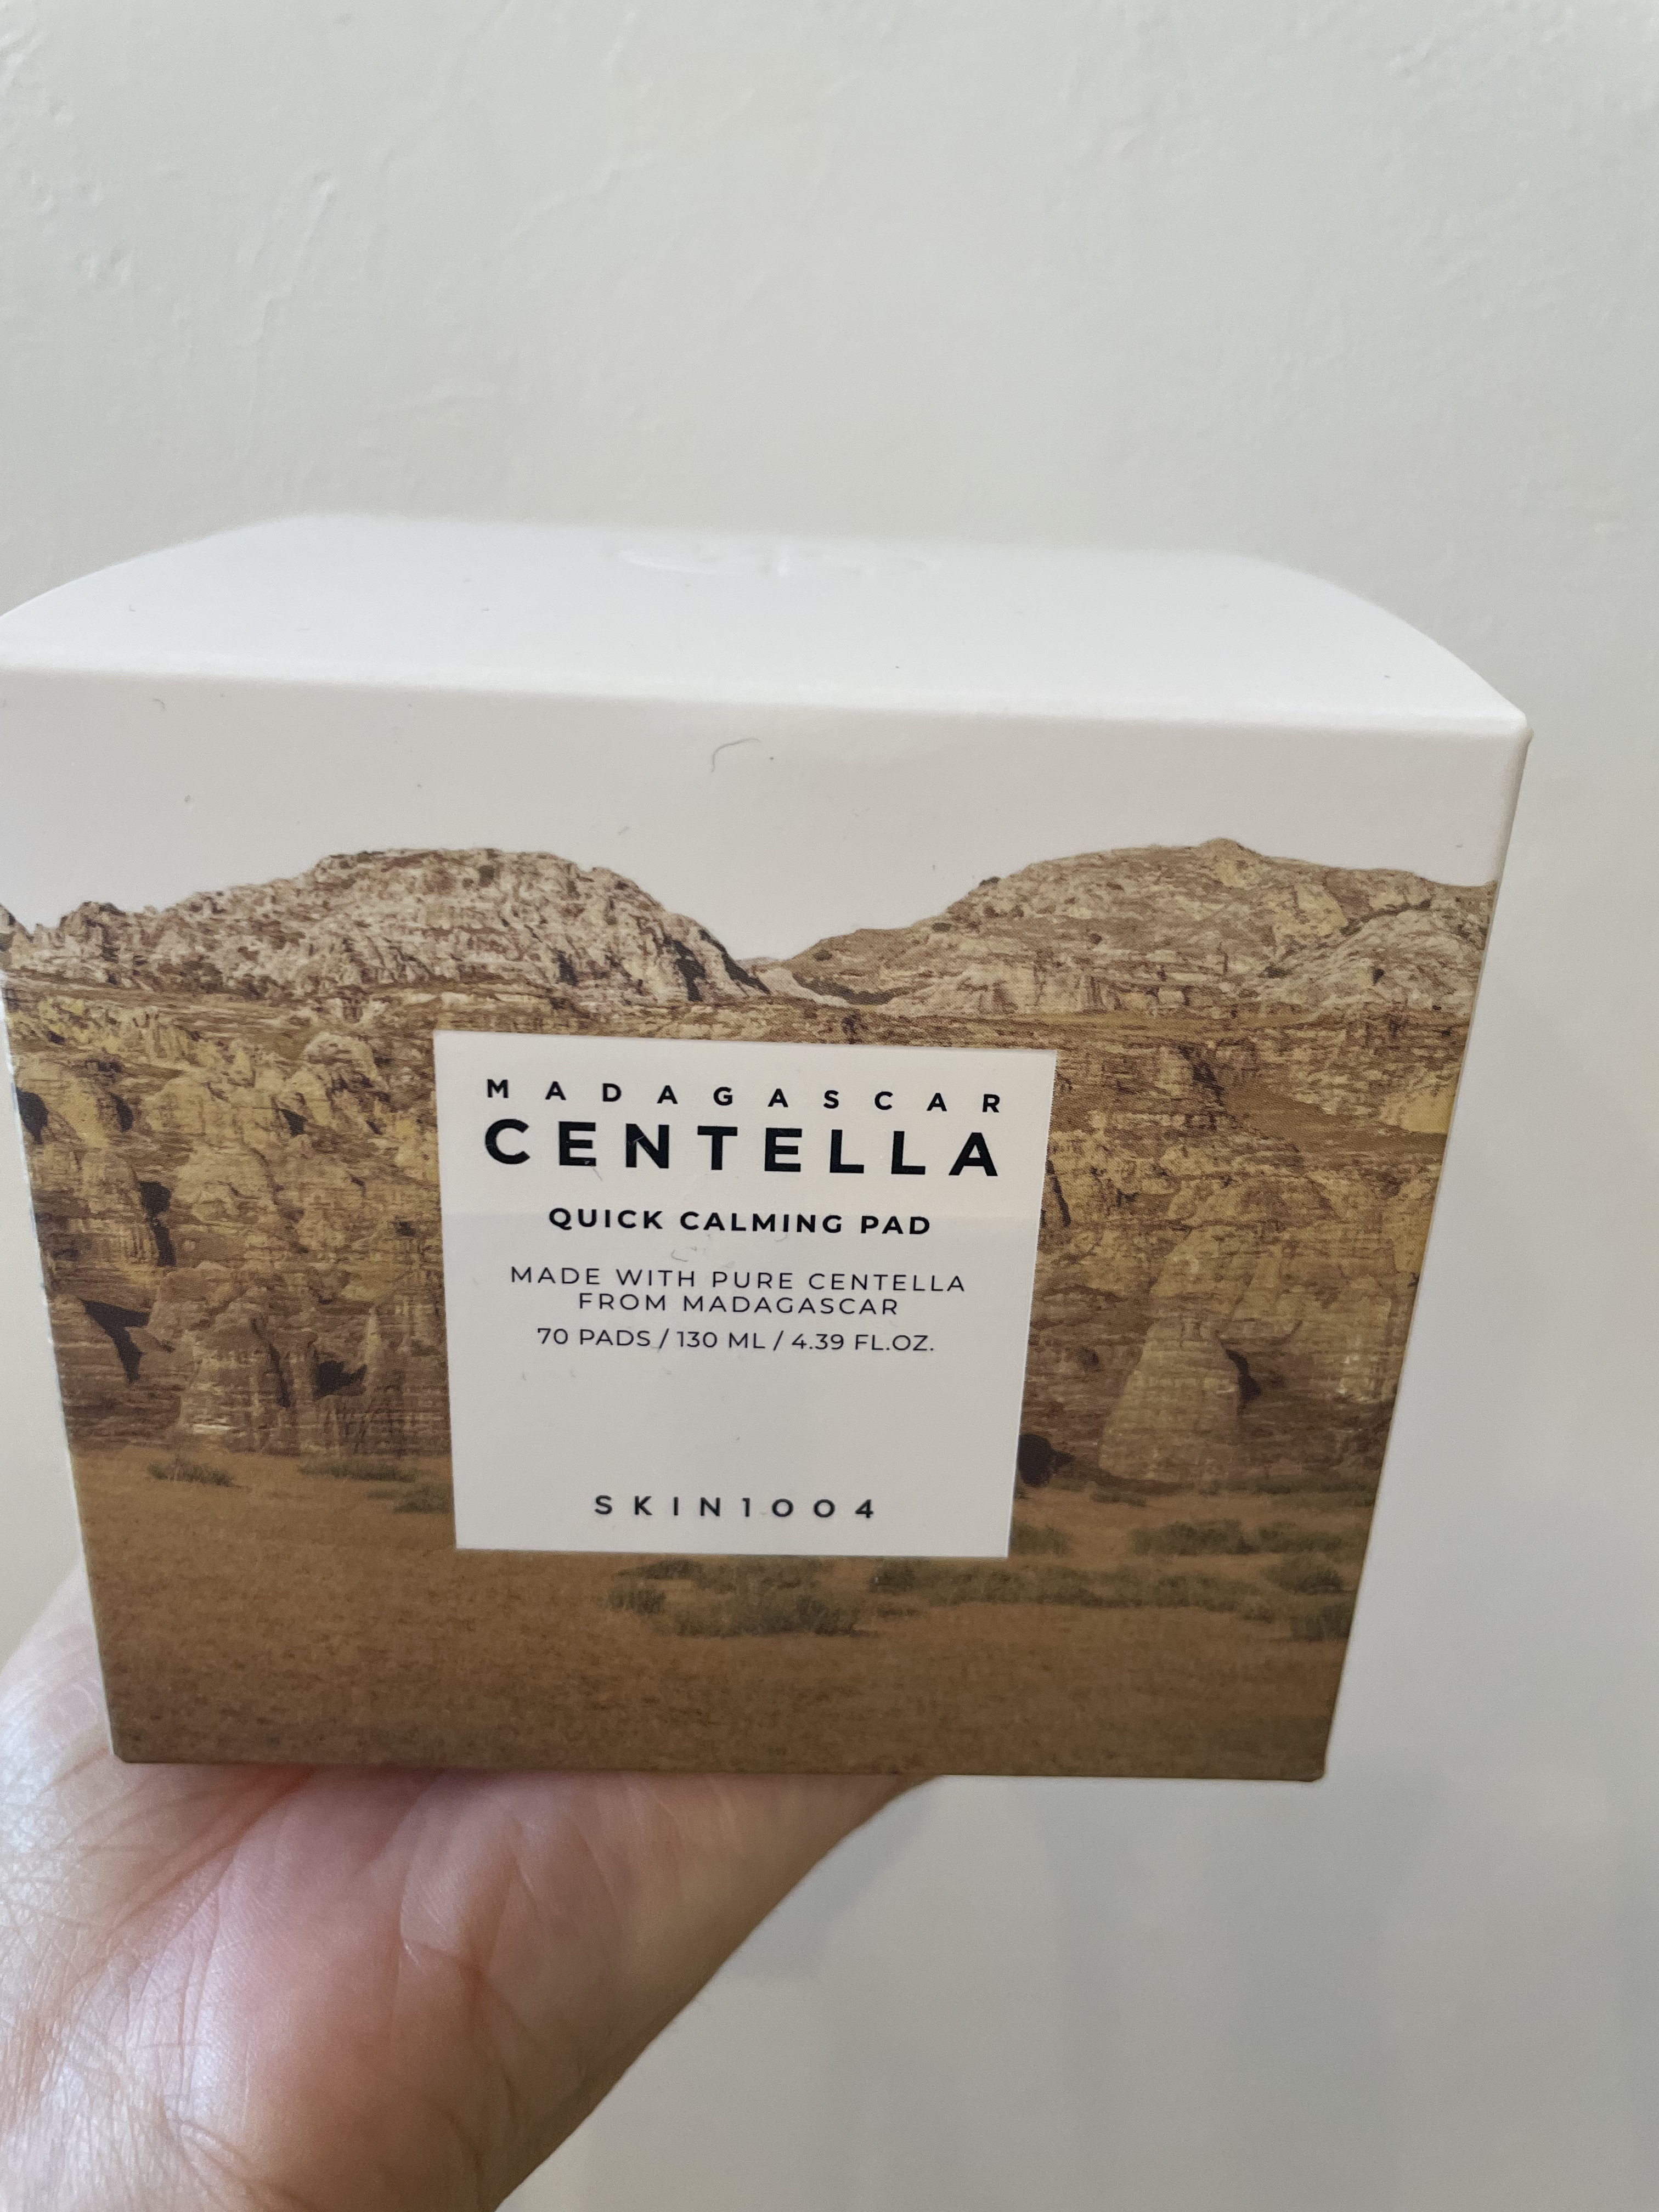 MADAGASCAR
CENTELLA
QUICK CALMING PAD
MADE WITH PURE CENTELLA
FROM MADAGASCAR
70 PADS / 130 ML / 4.39 FL.OZ.
SKIN1004